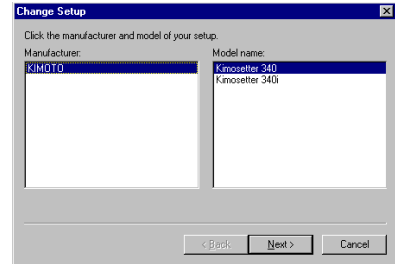 Change Setup
Click the manufacturer and model of your setup.
Manufacturer:
KIMOTO
Model name:
Kimosetter 340
Kimosetter 340i
< Back
Next >
Cancel